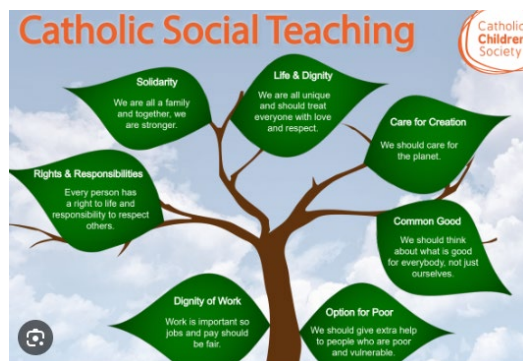 Catholic Social Teaching
Catholic
Children
Society
Solidarity
We are all a family
and together, we
are stronger.
Life & Dignity
We are all unique
and should treat
everyone with love
and respect.
Care for Creation
We should care for
the planet.
Rights & Responsibilities
Every person has
a right to life and
responsibility to respect
others.
Common Good
We should think
about what is good
for everybody, not just
ourselves.
Dignity of Work
Work is important so
jobs and pay should
be fair.
Option for Poor
We should give extra help
to people who are poor
and vulnerable.